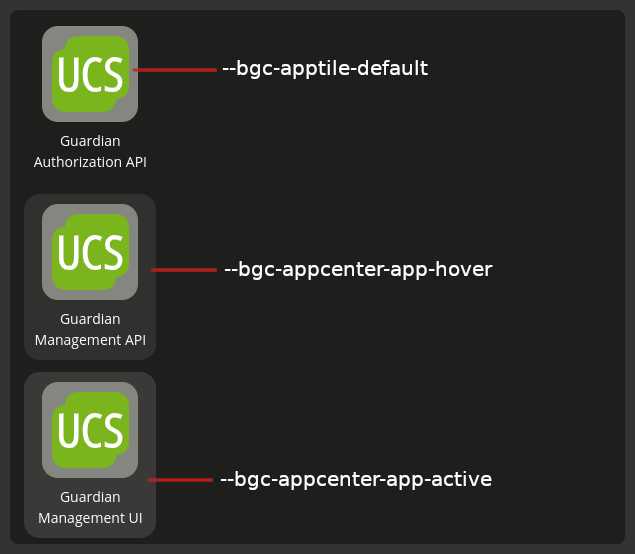 UCS
--bgc-apptile-default
Guardian
Authorization API
UCS
--bgc-appcenter-app-hover
Guardian
Management API
UCS
--bgc-appcenter-app-active
Guardian
Management UI